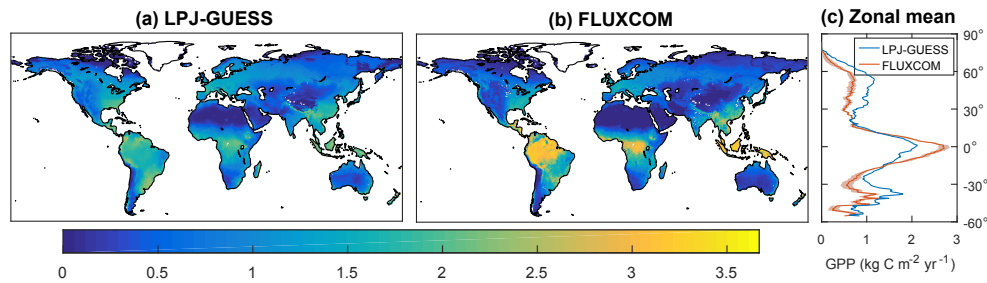 (a) LPJ-GUESS
(b) FLUXCOM
(c) Zonal mean
LPJ-GUESS
FLUXCOM
90°
60°
30°
0°
-30°
-60°
0 1 2 3
GPP (kg C m⁻² yr⁻¹)
0 0.5 1 1.5 2 2.5 3 3.5